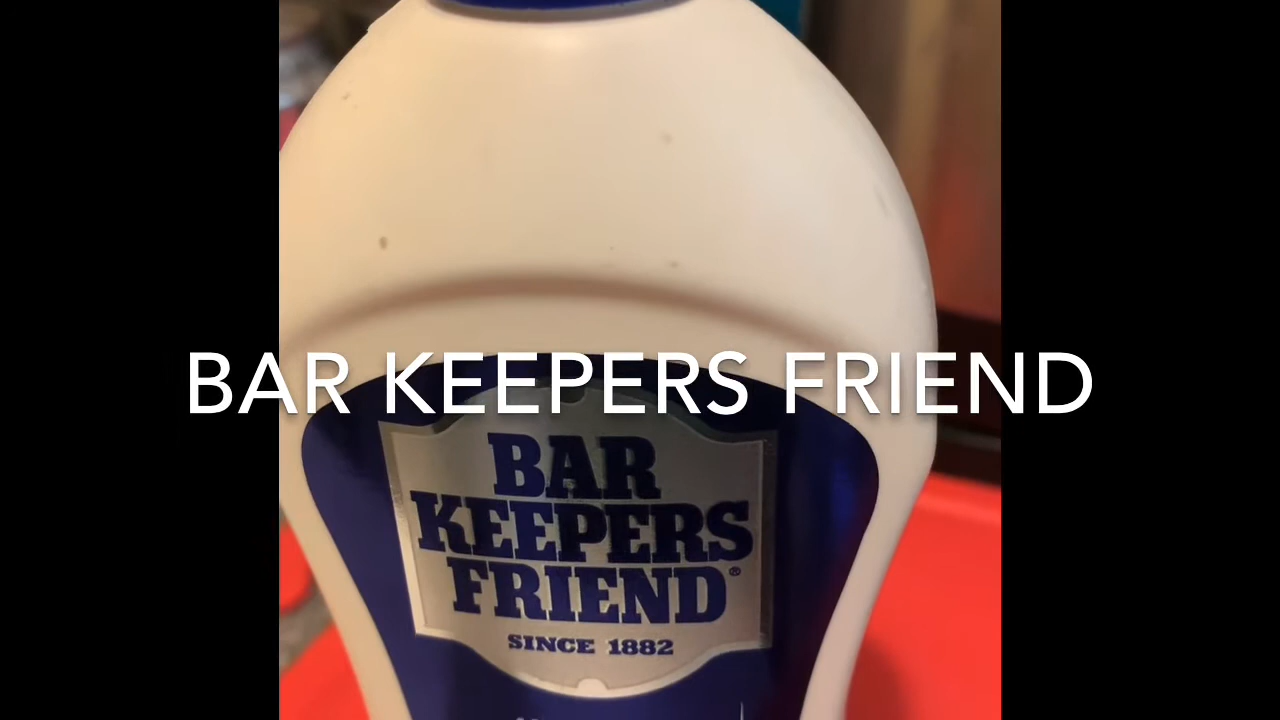 BAR KEEPERS FRIEND
BAR
KEEPERS
FRIEND®
SINCE 1882